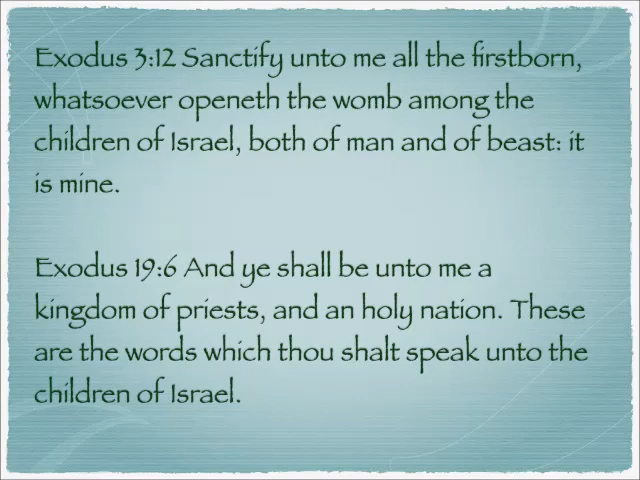 Exodus 3:12 Sanctify unto me all the firstborn,
whatsoever openeth the womb among the
children of Israel, both of man and of beast: it
is mine.
Exodus 19:6 And ye shall be unto me a
kingdom of priests, and an holy nation. These
are the words which thou shalt speak unto the
children of Israel.